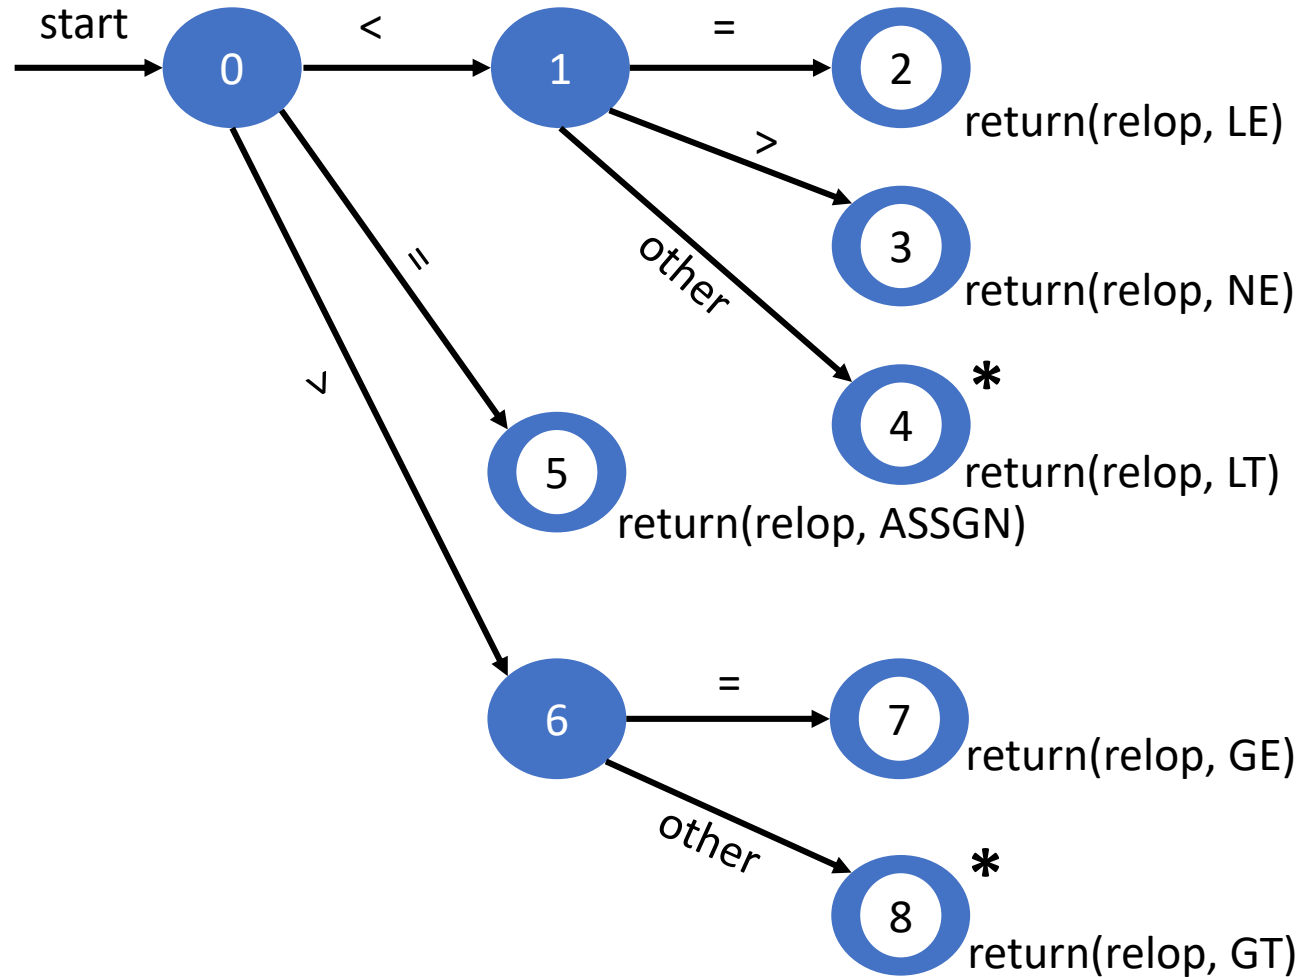 start
<
=
0
1
2
return(relop, LE)
>
3
other
return(relop, NE)
=
>
*
4
return(relop, LT)
5
return(relop, ASSGN)
=
6
7
return(relop, GE)
other
*
8
return(relop, GT)